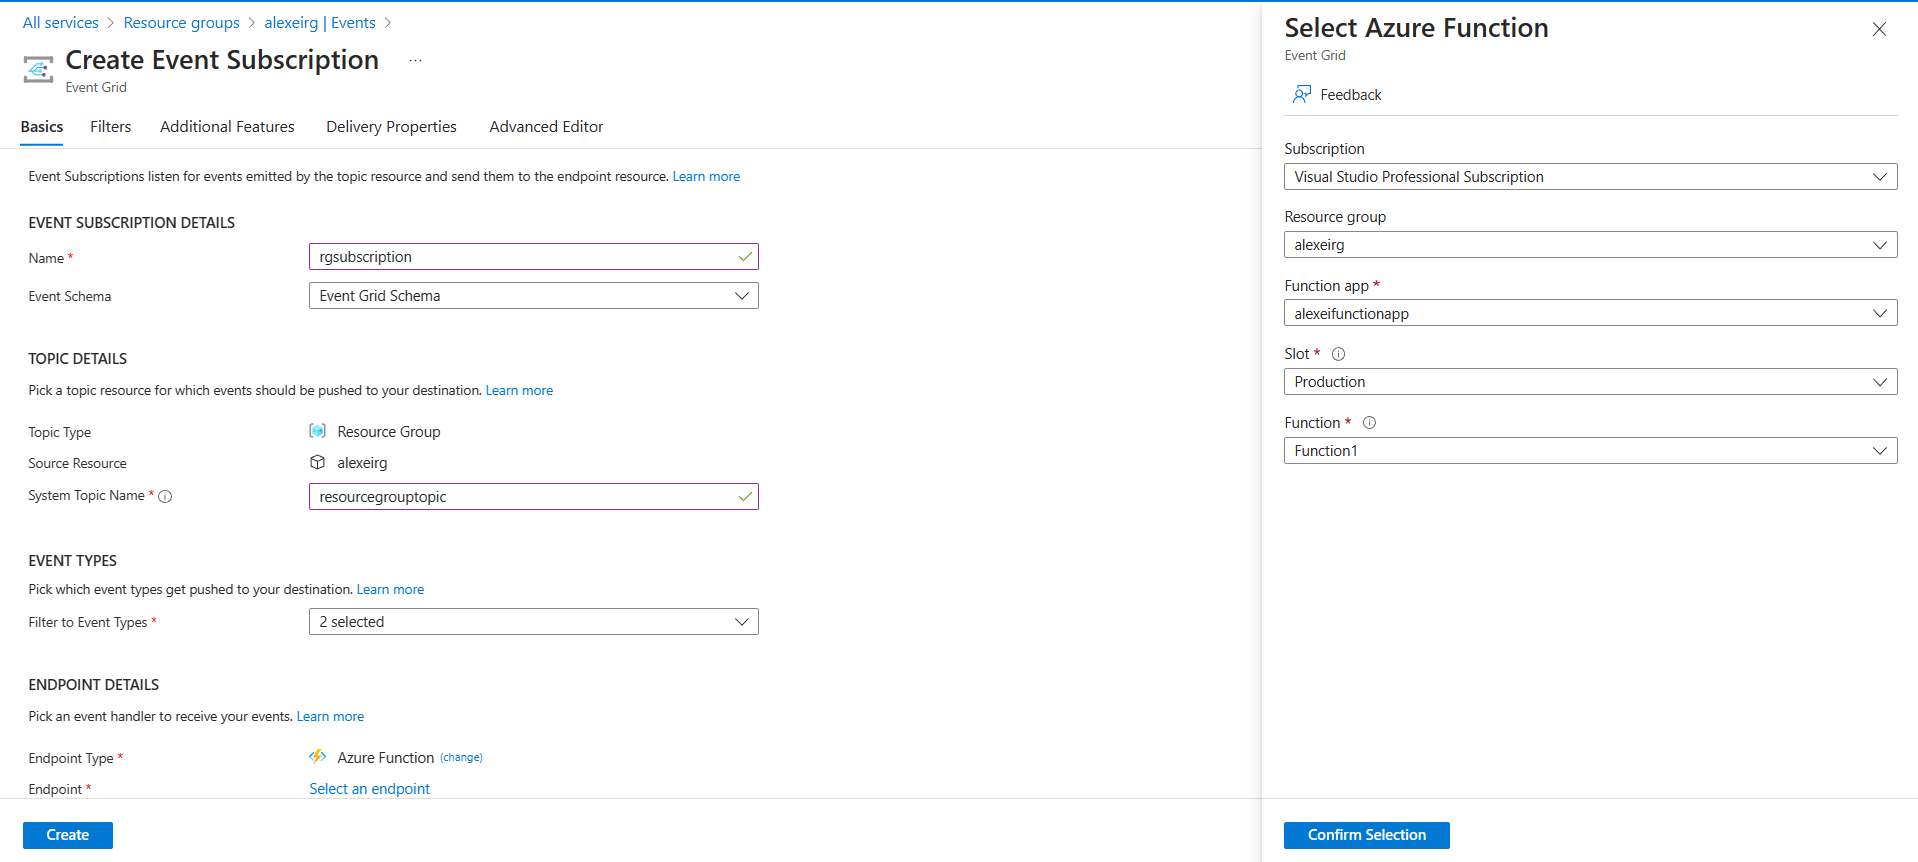 All services > Resource groups > alexeirg | Events >
Create Event Subscription ...
Event Grid
Basics Filters Additional Features Delivery Properties Advanced Editor
Event Subscriptions listen for events emitted by the topic resource and send them to the endpoint resource. Learn more
EVENT SUBSCRIPTION DETAILS
Name * rgsubscription
Event Schema Event Grid Schema
TOPIC DETAILS
Pick a topic resource for which events should be pushed to your destination. Learn more
Topic Type Resource Group
Source Resource alexeirg
System Topic Name * resourcegrouptopic
EVENT TYPES
Pick which event types get pushed to your destination. Learn more
Filter to Event Types * 2 selected
ENDPOINT DETAILS
Pick an event handler to receive your events. Learn more
Endpoint Type * Azure Function (change)
Endpoint * Select an endpoint
Create
Select Azure Function
Event Grid
Feedback
Subscription
Visual Studio Professional Subscription
Resource group
alexeirg
Function app *
alexeifunctionapp
Slot *
Production
Function *
Function1
Confirm Selection